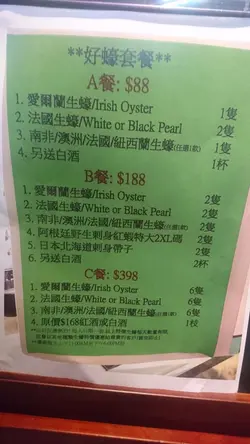 **好蠔套餐**
A餐: $88
1. 愛爾蘭生蠔/Irish Oyster 1隻
2. 法國生蠔/White or Black Pearl 2隻
3. 南非/澳洲/法國/紐西蘭生蠔(任選1款) 1隻
4. 另送白酒 1杯
B餐: $188
1. 愛爾蘭生蠔/Irish Oyster 2隻
2. 法國生蠔/White or Black Pearl 2隻
3. 南非/澳洲/法國/紐西蘭生蠔(任選1款) 2隻
4. 阿根廷野生刺身紅蝦特大2XL碼 2隻
5. 日本北海道刺身帶子 2隻
6. 另送白酒 2杯
C餐: $398
1. 愛爾蘭生蠔/Irish Oyster 6隻
2. 法國生蠔/White or Black Pearl 6隻
3. 南非/澳洲/法國/紐西蘭生蠔 6隻
4. 原價$168紅酒或白酒 1枝